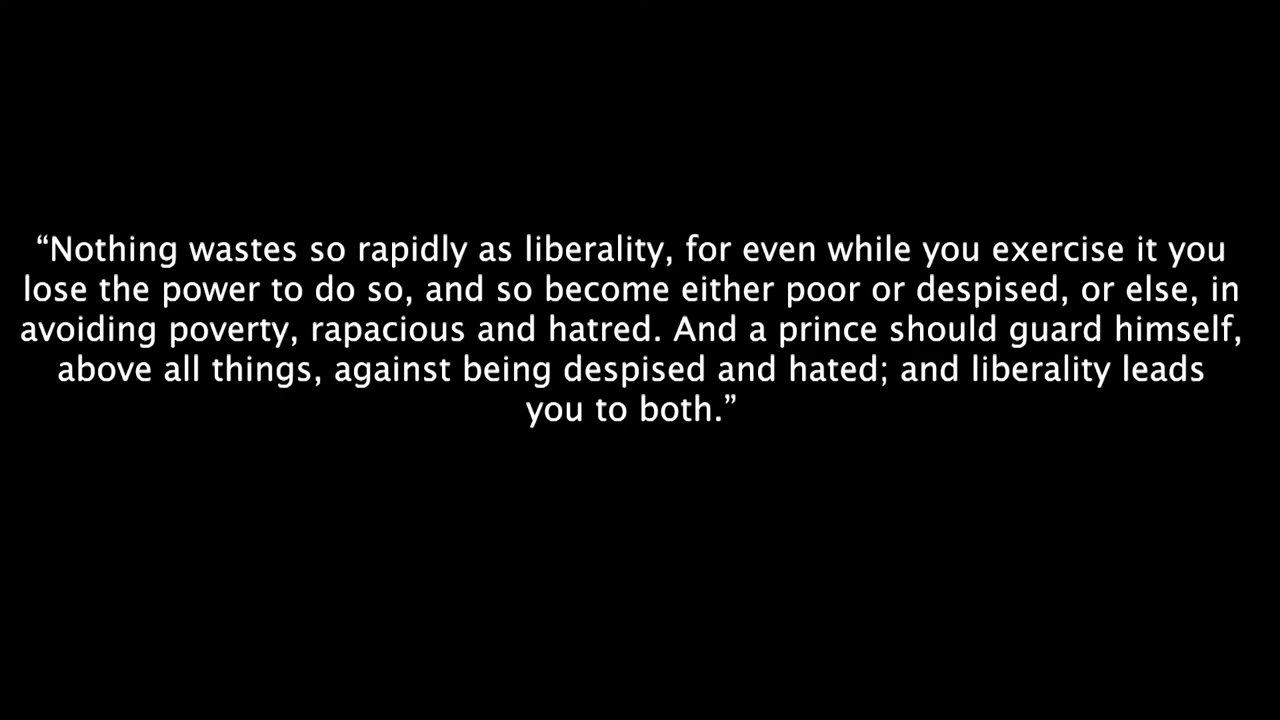 “Nothing wastes so rapidly as liberality, for even while you exercise it you
lose the power to do so, and so become either poor or despised, or else, in
avoiding poverty, rapacious and hatred. And a prince should guard himself,
above all things, against being despised and hated; and liberality leads
you to both.”